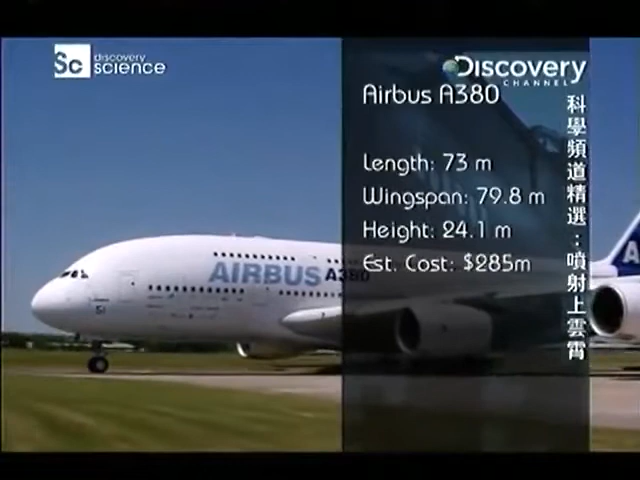 Sc discovery science
Discovery
CHANNEL
Airbus A380
Length: 73 m
Wingspan: 79.8 m
Height: 24.1 m
Est. Cost: $285m
科學頻道精選：噴射上雲霄
AIRBUS A380
A